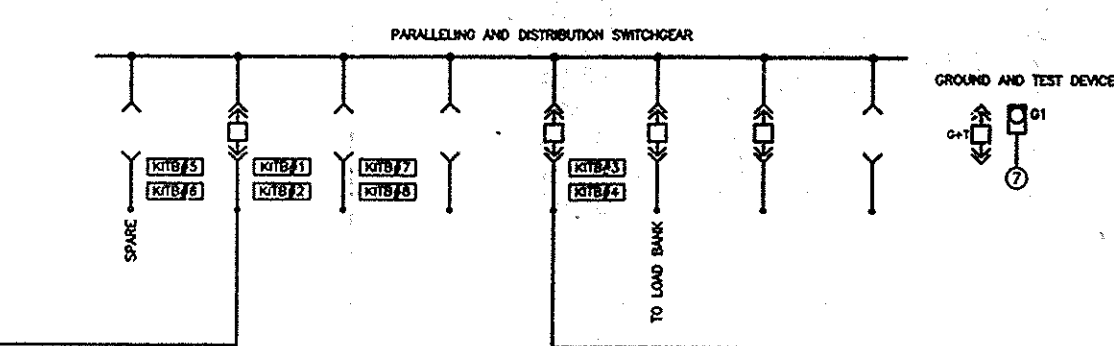 PARALLELING AND DISTRIBUTION SWITCHGEAR
GROUND AND TEST DEVICE
G+T
G1
7
KITB#5
KITB#6
KITB#1
KITB#2
KITB#7
KITB#8
KITB#3
KITB#4
SPARE
TO LOAD BANK